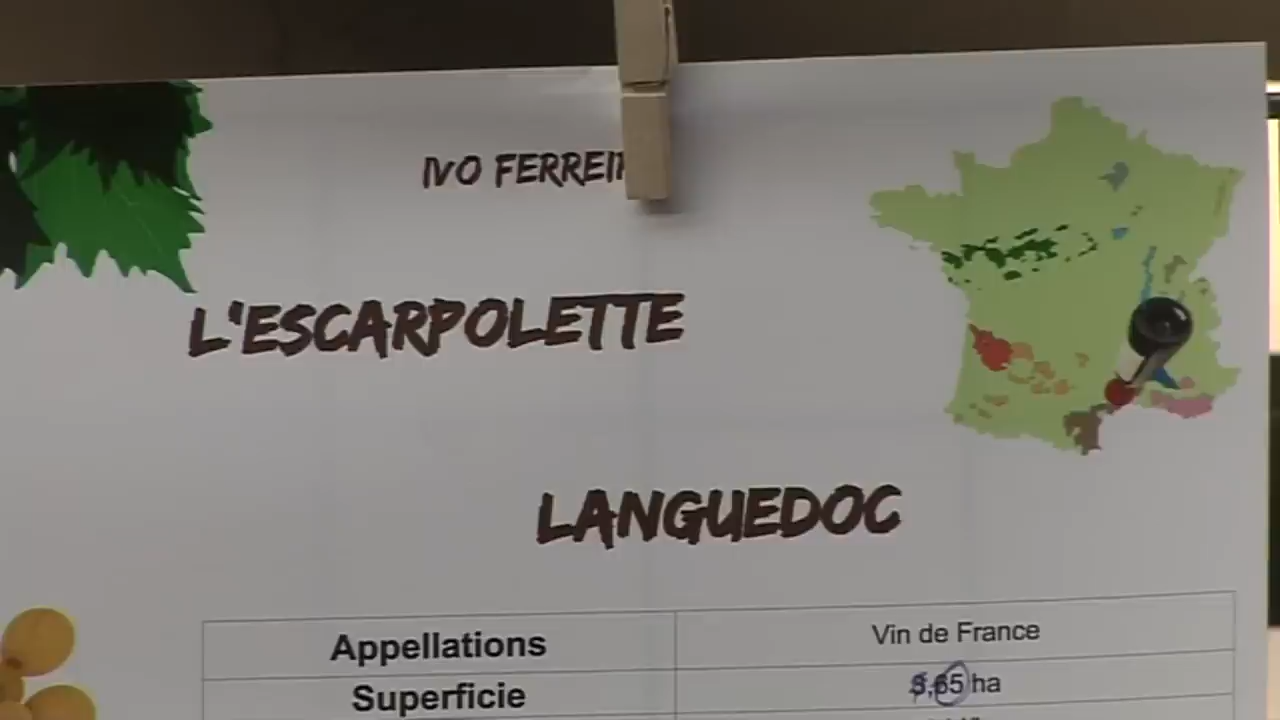 IVO FERREI
L'ESCARPOLETTE
LANGUEDOC
Appellations
Vin de France
Superficie
ha